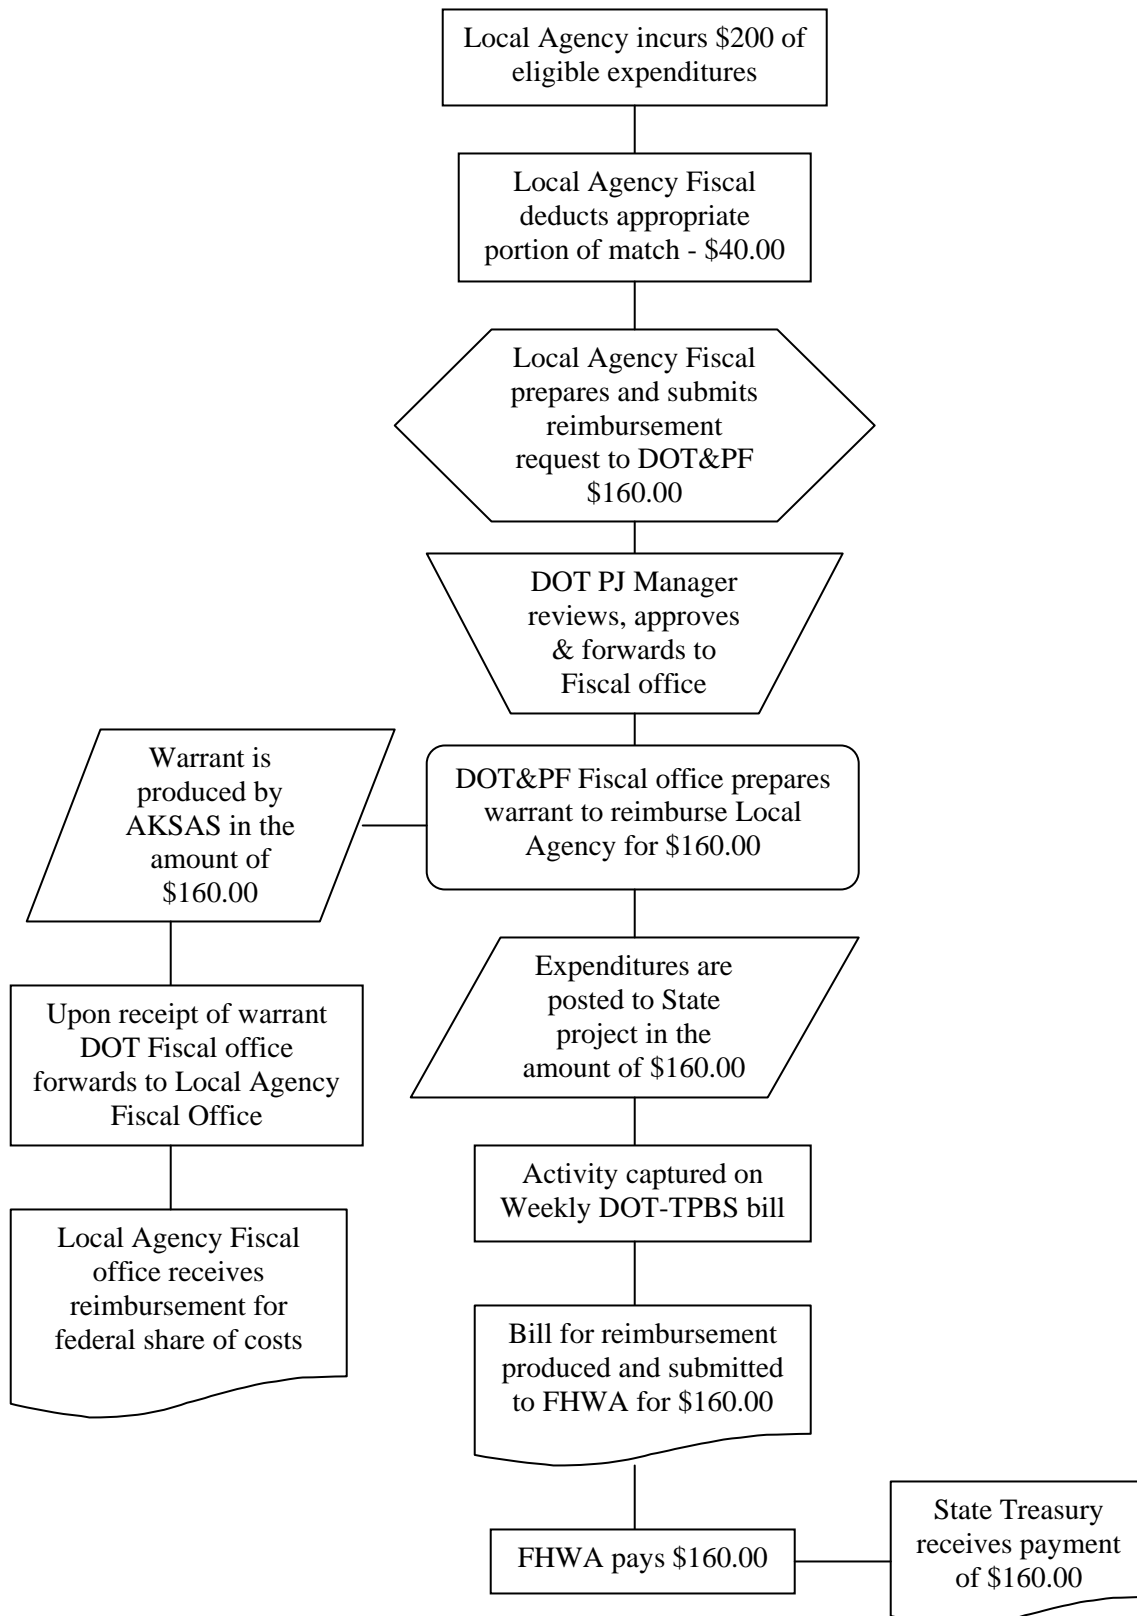 Local Agency incurs $200 of
eligible expenditures
Local Agency Fiscal
deducts appropriate
portion of match - $40.00
Local Agency Fiscal
prepares and submits
reimbursement
request to DOT&PF
$160.00
DOT PJ Manager
reviews, approves
& forwards to
Fiscal office
DOT&PF Fiscal office prepares
warrant to reimburse Local
Agency for $160.00
Warrant is
produced by
AKSAS in the
amount of
$160.00
Upon receipt of warrant
DOT Fiscal office
forwards to Local Agency
Fiscal Office
Local Agency Fiscal
office receives
reimbursement for
federal share of costs
Expenditures are
posted to State
project in the
amount of $160.00
Activity captured on
Weekly DOT-TPBS bill
Bill for reimbursement
produced and submitted
to FHWA for $160.00
FHWA pays $160.00
State Treasury
receives payment
of $160.00